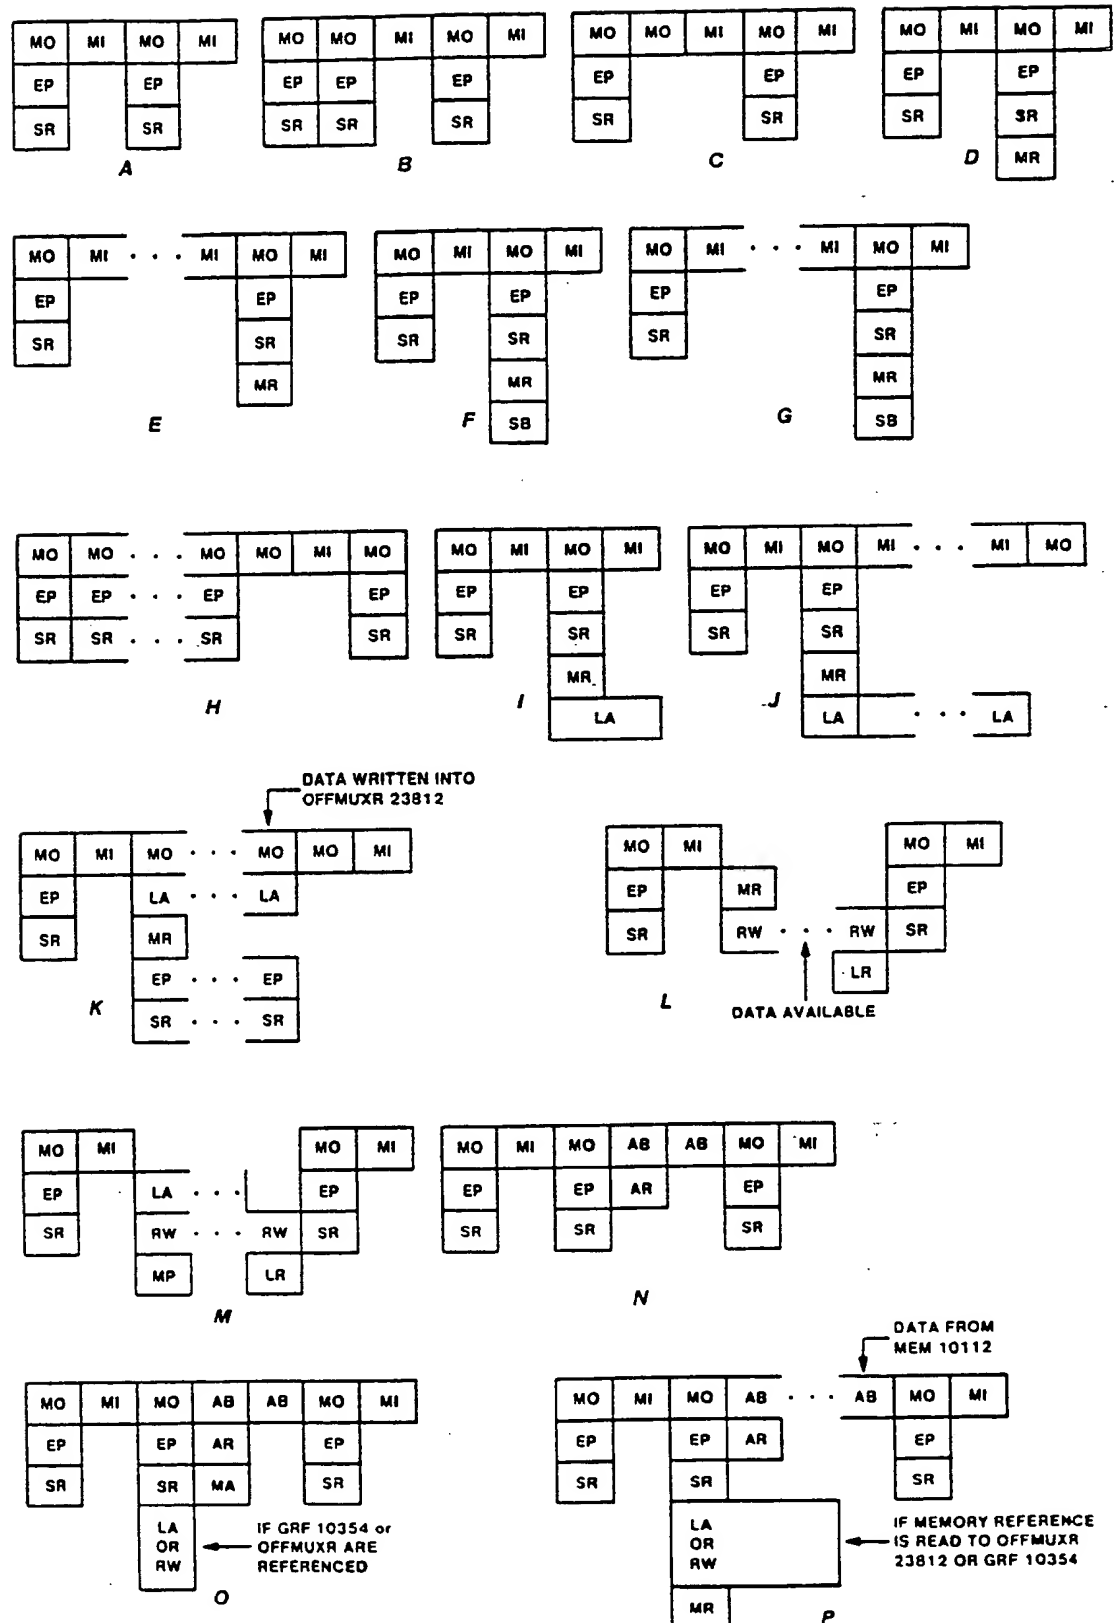 MO MI MO MI
EP EP
SR SR
A
MO MO MI MO MI
EP EP EP
SR SR SR
B
MO MO MI MO MI
EP EP
SR SR
C
MO MI MO MI
EP EP
SR SR
MR
D
MO MI · · · MI MO MI
EP EP
SR SR
MR
E
MO MI MO MI
EP EP
SR SR
MR
SB
F
MO MI · · · MI MO MI
EP EP
SR SR
MR
SB
G
MO MO · · · MO MO MI MO
EP EP · · · EP EP
SR SR · · · SR SR
H
MO MI MO MI
EP EP
SR SR
MR
LA
I
MO MI MO MI · · · MI MO
EP EP
SR SR
MR
LA · · · LA
J
DATA WRITTEN INTO
OFFMUXR 23812
MO MI MO · · · MO MO MI
EP LA · · · LA
SR MR
EP · · · EP
SR · · · SR
K
MO MI MO MI
EP MR EP
SR RW · · · RW SR
LR
L
DATA AVAILABLE
MO MI MO MI
EP LA · · · EP
SR RW · · · RW SR
MP LR
M
MO MI MO AB AB MO MI
EP EP AR EP
SR SR SR
N
MO MI MO AB AB MO MI
EP EP AR EP
SR SR MA SR
LA
OR
RW
IF GRF 10354 or
OFFMUXR ARE
REFERENCED
O
DATA FROM
MEM 10112
MO MI MO AB · · · AB MO MI
EP EP AR EP
SR SR SR
LA
OR
RW
IF MEMORY REFERENCE
IS READ TO OFFMUXR
23812 OR GRF 10354
MR
P